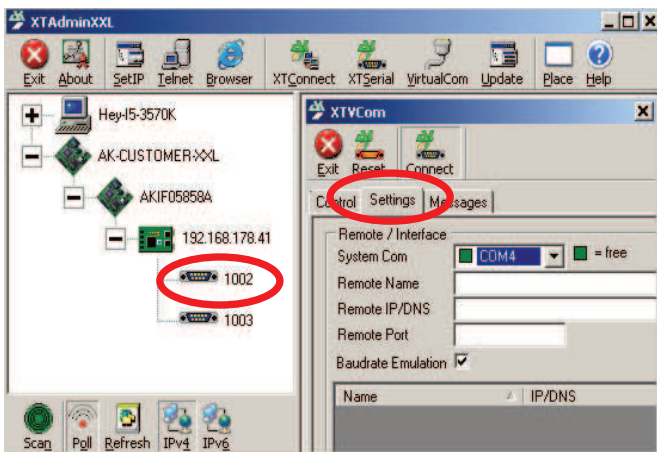 XTAdminXXL
Exit About SetIP Telnet Browser XTConnect XTSerial VirtualCom Update Place Help
Hey-I5-3570K
AK-CUSTOMER-XXL
AKIF05858A
192.168.178.41
1002
1003
Scan Poll Refresh IPv4 IPv6
XTVCom
Exit Reset Connect
Control Settings Messages
Remote / Interface
System Com COM4 = free
Remote Name
Remote IP/DNS
Remote Port
Baudrate Emulation
Name IP/DNS